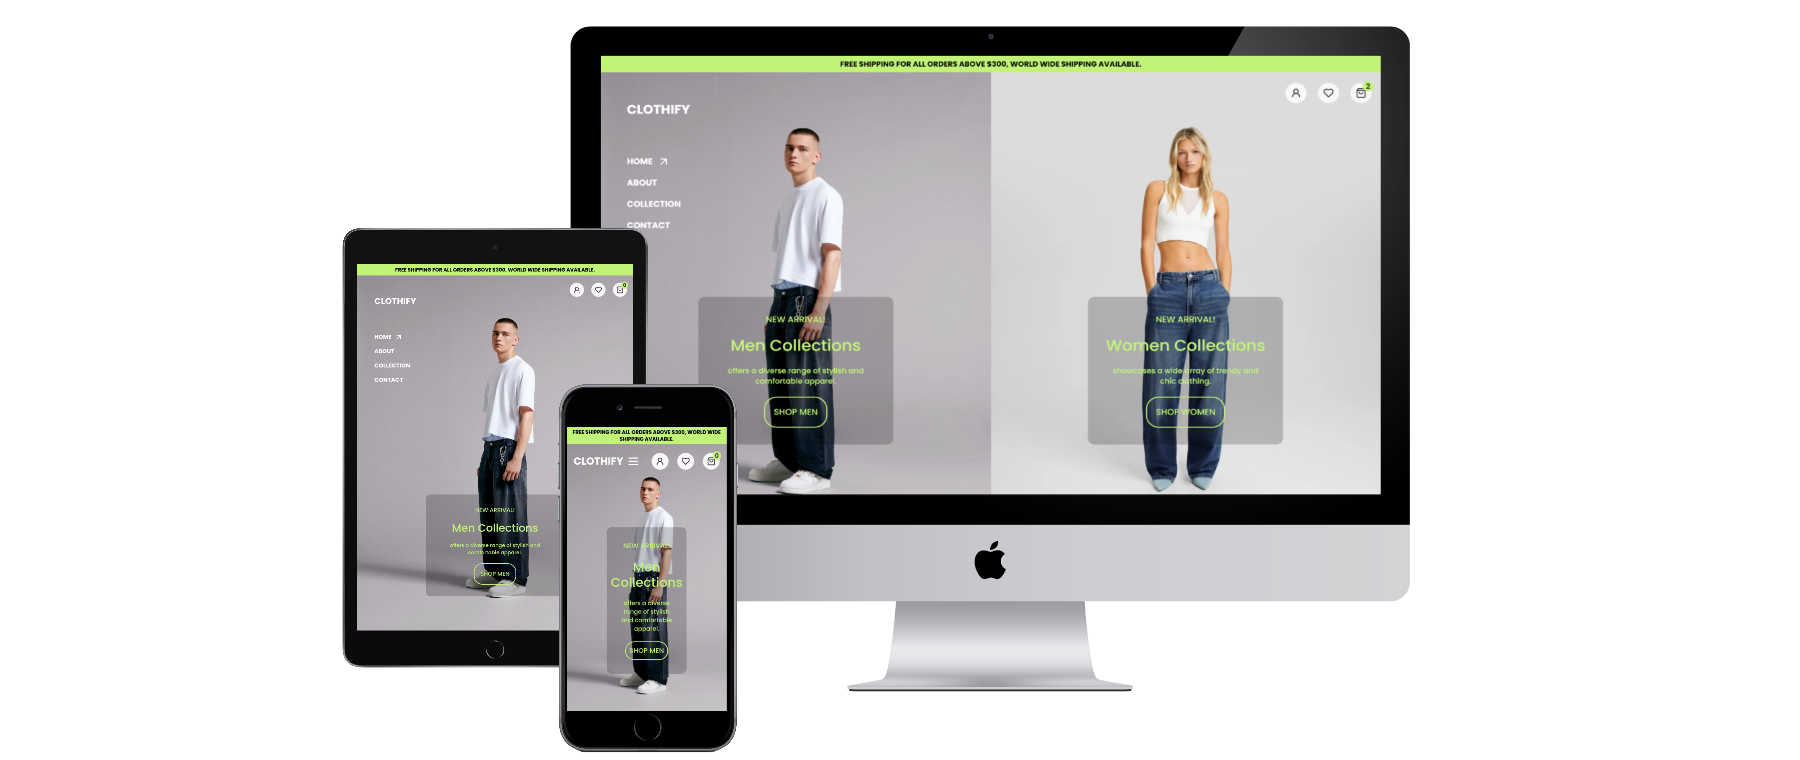 FREE SHIPPING FOR ALL ORDERS ABOVE $300, WORLD WIDE SHIPPING AVAILABLE.
2
CLOTHIFY
HOME
ABOUT
COLLECTION
CONTACT
NEW ARRIVAL!
Men Collections
offers a diverse range of stylish and
comfortable apparel.
SHOP MEN
NEW ARRIVAL!
Women Collections
showcases a wide array of trendy and
chic clothing.
SHOP WOMEN
FREE SHIPPING FOR ALL ORDERS ABOVE $300, WORLD WIDE SHIPPING AVAILABLE.
0
CLOTHIFY
HOME
ABOUT
COLLECTION
CONTACT
NEW ARRIVAL!
Men Collections
offers a diverse range of stylish and
comfortable apparel.
SHOP MEN
FREE SHIPPING FOR ALL ORDERS ABOVE $300, WORLD WIDE
SHIPPING AVAILABLE.
0
CLOTHIFY
NEW ARRIVAL!
Men
Collections
offers a diverse
range of stylish
and comfortable
apparel.
SHOP MEN